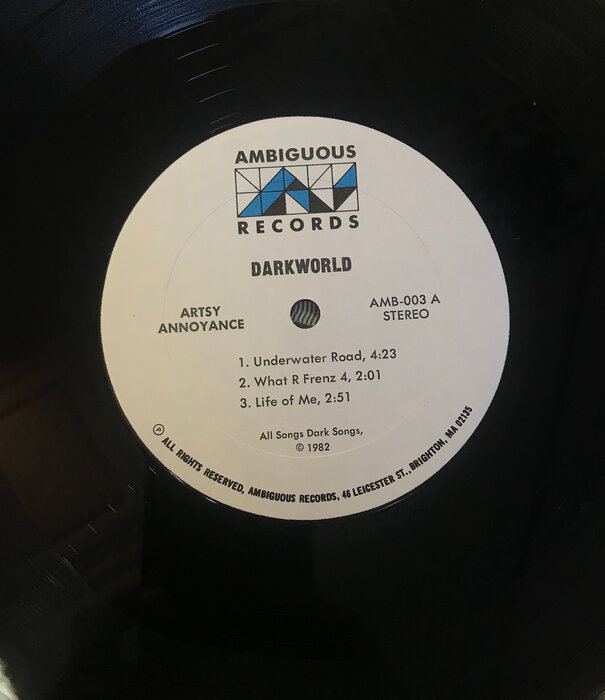 AMBIGUOUS
RECORDS
DARKWORLD
ARTSY
ANNOYANCE
AMB-003 A
STEREO
1. Underwater Road, 4:23
2. What R Frenz 4, 2:01
3. Life of Me, 2:51
All Songs Dark Songs,
© 1982
℗ ALL RIGHTS RESERVED, AMBIGUOUS RECORDS, 46 LEICESTER ST., BRIGHTON, MA 02135